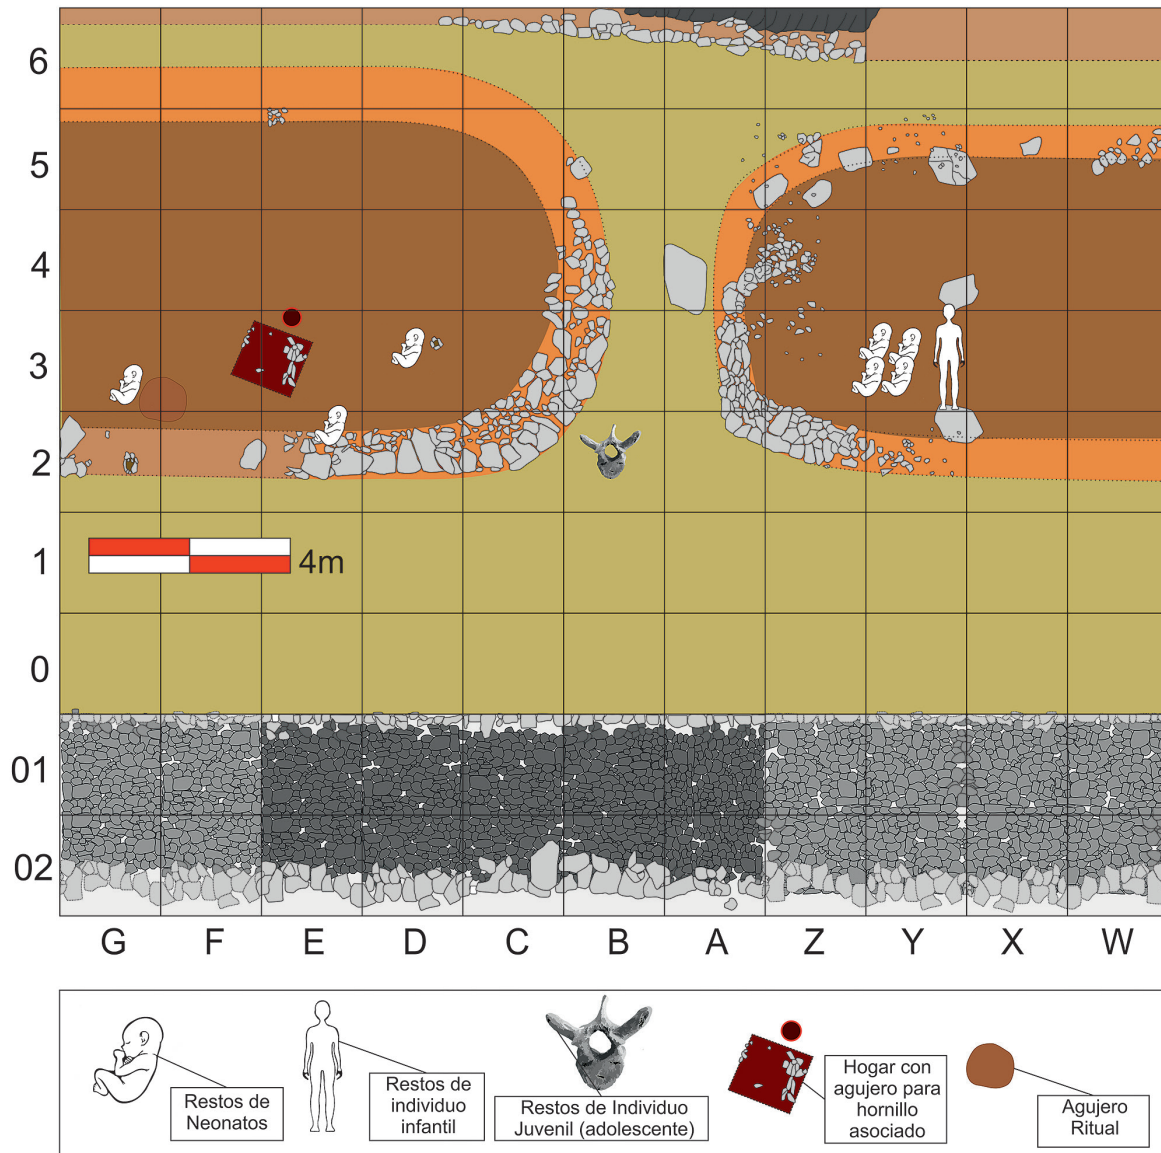 6
5
4
3
2
1
4m
0
01
02
G F E D C B A Z Y X W
Restos de
Neonatos
Restos de
individuo
infantil
Restos de Individuo
Juvenil (adolescente)
Hogar con
agujero para
hornillo
asociado
Agujero
Ritual